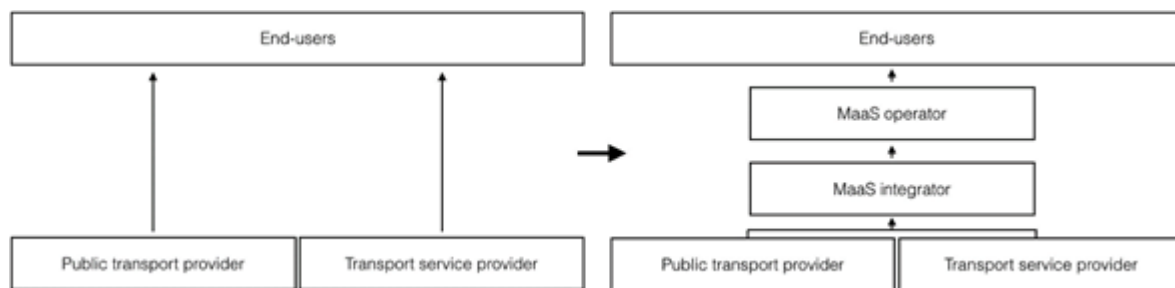 End-users
Public transport provider
Transport service provider
End-users
MaaS operator
MaaS integrator
Public transport provider
Transport service provider